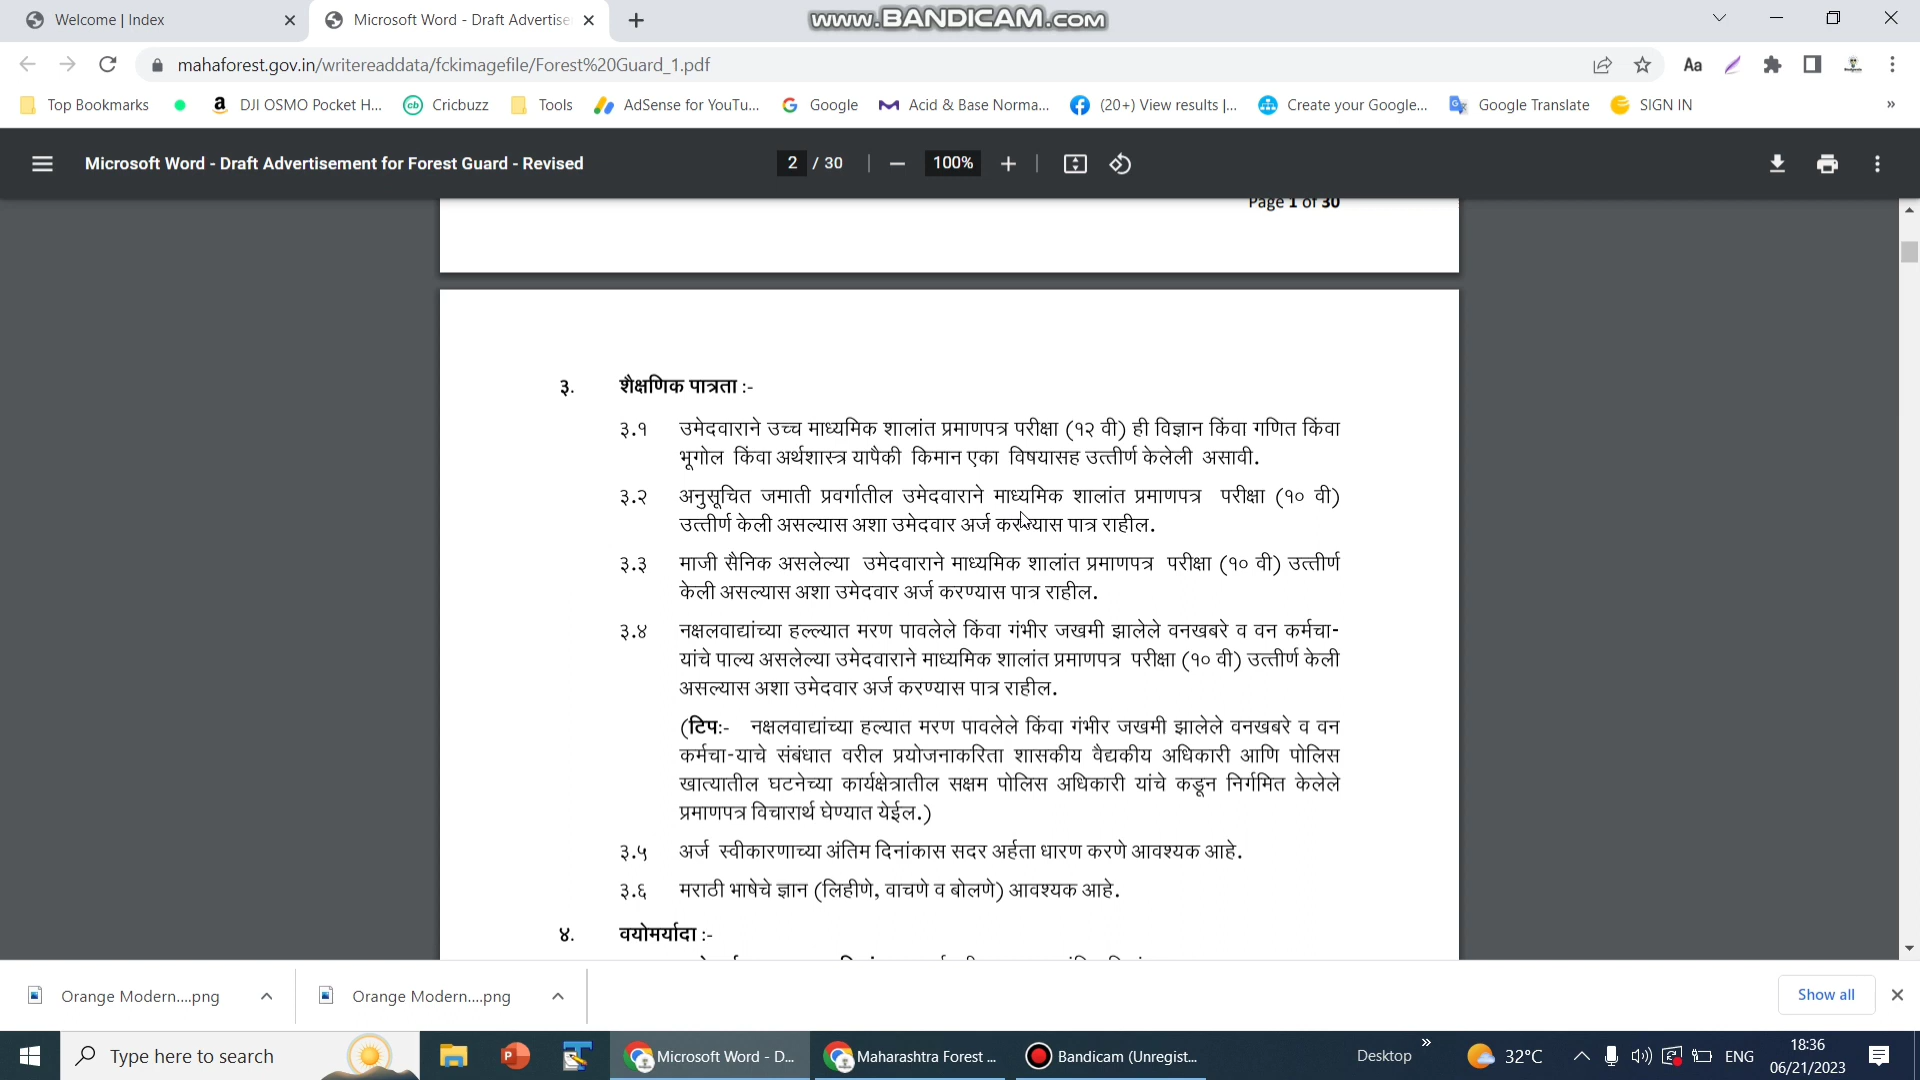 Welcome | Index
Microsoft Word - Draft Advertise
www.BANDICAM.com
mahaforest.gov.in/writereaddata/fckimagefile/Forest%20Guard_1.pdf
Aa
Top Bookmarks
DJI OSMO Pocket H...
Cricbuzz
Tools
AdSense for YouTu...
Google
Acid & Base Norma...
(20+) View results |...
Create your Google...
Google Translate
SIGN IN
»
Microsoft Word - Draft Advertisement for Forest Guard - Revised
2 / 30
100%
Page 1 of 30
३. शैक्षणिक पात्रता :-
३.१ उमेदवाराने उच्च माध्यमिक शालांत प्रमाणपत्र परीक्षा (१२ वी) ही विज्ञान किंवा गणित किंवा
भूगोल किंवा अर्थशास्त्र यापैकी किमान एका विषयासह उत्तीर्ण केलेली असावी.
३.२ अनुसूचित जमाती प्रवर्गातील उमेदवाराने माध्यमिक शालांत प्रमाणपत्र परीक्षा (१० वी)
उत्तीर्ण केली असल्यास अशा उमेदवार अर्ज करण्यास पात्र राहील.
३.३ माजी सैनिक असलेल्या उमेदवाराने माध्यमिक शालांत प्रमाणपत्र परीक्षा (१० वी) उत्तीर्ण
केली असल्यास अशा उमेदवार अर्ज करण्यास पात्र राहील.
३.४ नक्षलवाद्यांच्या हल्ल्यात मरण पावलेले किंवा गंभीर जखमी झालेले वनखबरे व वन कर्मचा-
यांचे पाल्य असलेल्या उमेदवाराने माध्यमिक शालांत प्रमाणपत्र परीक्षा (१० वी) उत्तीर्ण केली
असल्यास अशा उमेदवार अर्ज करण्यास पात्र राहील.
(टिप:- नक्षलवाद्यांच्या हल्यात मरण पावलेले किंवा गंभीर जखमी झालेले वनखबरे व वन
कर्मचा-याचे संबंधात वरील प्रयोजनाकरिता शासकीय वैद्यकीय अधिकारी आणि पोलिस
खात्यातील घटनेच्या कार्यक्षेत्रातील सक्षम पोलिस अधिकारी यांचे कडून निर्गमित केलेले
प्रमाणपत्र विचारार्थ घेण्यात येईल.)
३.५ अर्ज स्वीकारणाच्या अंतिम दिनांकास सदर अर्हता धारण करणे आवश्यक आहे.
३.६ मराठी भाषेचे ज्ञान (लिहीणे, वाचणे व बोलणे) आवश्यक आहे.
४. वयोमर्यादा :-
Orange Modern....png
Orange Modern....png
Show all
Type here to search
Microsoft Word - D...
Maharashtra Forest ...
Bandicam (Unregist...
Desktop
»
32°C
ENG
18:36
06/21/2023